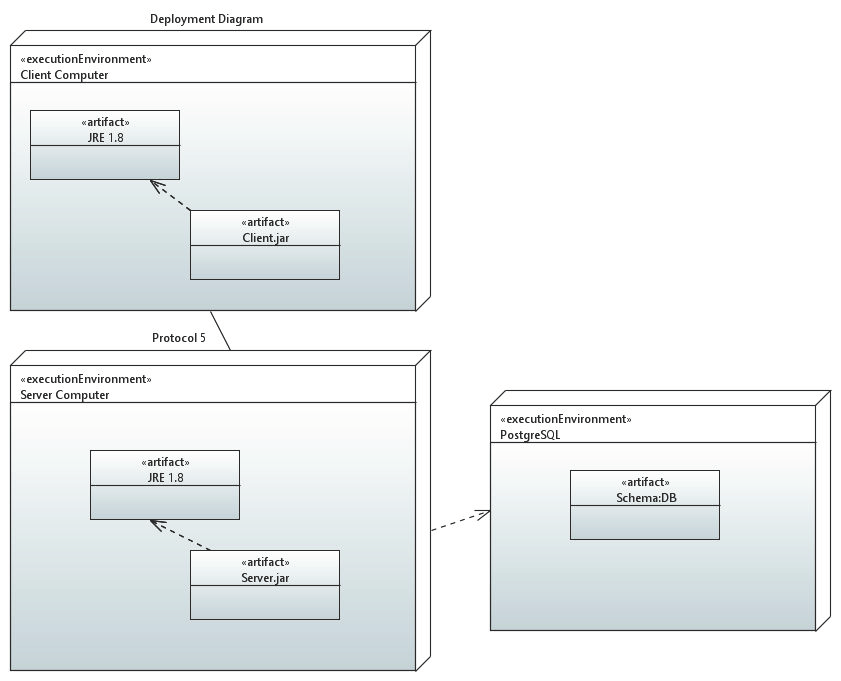 Deployment Diagram
«executionEnvironment»
Client Computer
«artifact»
JRE 1.8
«artifact»
Client.jar
Protocol 5
«executionEnvironment»
Server Computer
«artifact»
JRE 1.8
«artifact»
Server.jar
«executionEnvironment»
PostgreSQL
«artifact»
Schema:DB